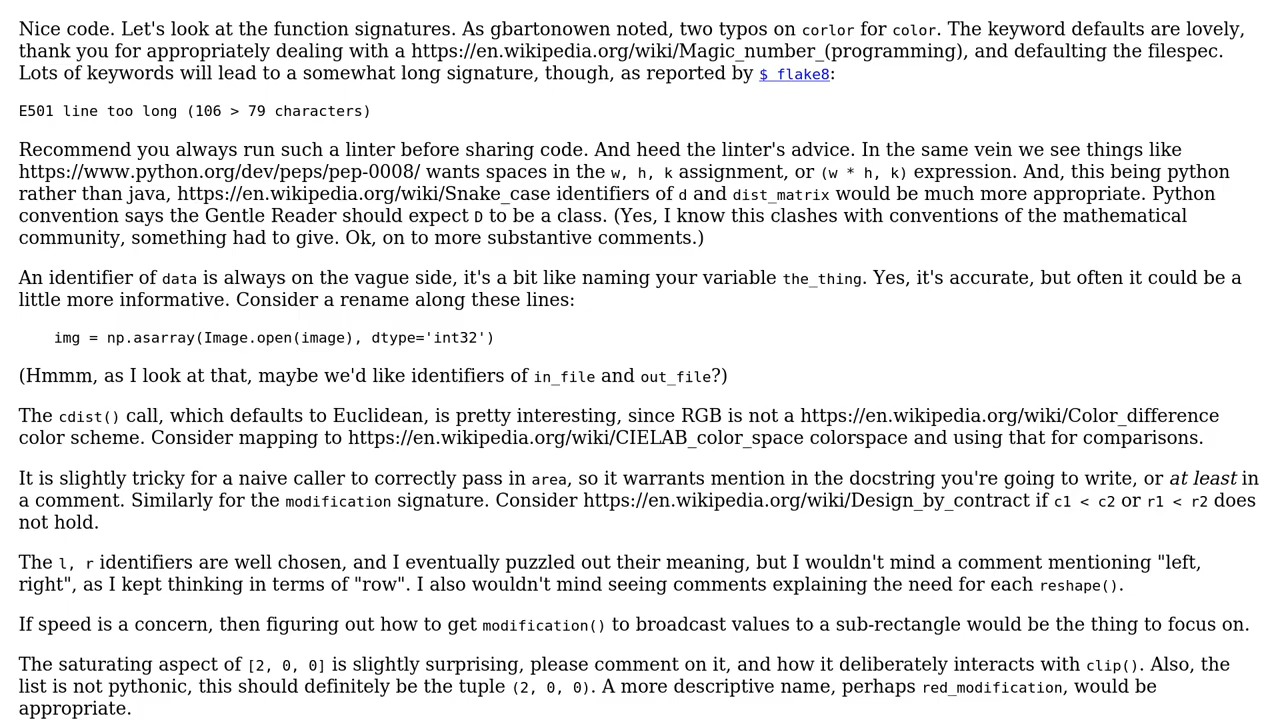 Nice code. Let's look at the function signatures. As gbartonowen noted, two typos on corlor for color. The keyword defaults are lovely,
thank you for appropriately dealing with a https://en.wikipedia.org/wiki/Magic_number_(programming), and defaulting the filespec.
Lots of keywords will lead to a somewhat long signature, though, as reported by $ flake8:
E501 line too long (106 > 79 characters)
Recommend you always run such a linter before sharing code. And heed the linter's advice. In the same vein we see things like
https://www.python.org/dev/peps/pep-0008/ wants spaces in the w, h, k assignment, or (w * h, k) expression. And, this being python
rather than java, https://en.wikipedia.org/wiki/Snake_case identifiers of d and dist_matrix would be much more appropriate. Python
convention says the Gentle Reader should expect D to be a class. (Yes, I know this clashes with conventions of the mathematical
community, something had to give. Ok, on to more substantive comments.)
An identifier of data is always on the vague side, it's a bit like naming your variable the_thing. Yes, it's accurate, but often it could be a
little more informative. Consider a rename along these lines:
img = np.asarray(Image.open(image), dtype='int32')
(Hmmm, as I look at that, maybe we'd like identifiers of in_file and out_file?)
The cdist() call, which defaults to Euclidean, is pretty interesting, since RGB is not a https://en.wikipedia.org/wiki/Color_difference
color scheme. Consider mapping to https://en.wikipedia.org/wiki/CIELAB_color_space colorspace and using that for comparisons.
It is slightly tricky for a naive caller to correctly pass in area, so it warrants mention in the docstring you're going to write, or at least in
a comment. Similarly for the modification signature. Consider https://en.wikipedia.org/wiki/Design_by_contract if c1 < c2 or r1 < r2 does
not hold.
The l, r identifiers are well chosen, and I eventually puzzled out their meaning, but I wouldn't mind a comment mentioning "left,
right", as I kept thinking in terms of "row". I also wouldn't mind seeing comments explaining the need for each reshape().
If speed is a concern, then figuring out how to get modification() to broadcast values to a sub-rectangle would be the thing to focus on.
The saturating aspect of [2, 0, 0] is slightly surprising, please comment on it, and how it deliberately interacts with clip(). Also, the
list is not pythonic, this should definitely be the tuple (2, 0, 0). A more descriptive name, perhaps red_modification, would be
appropriate.